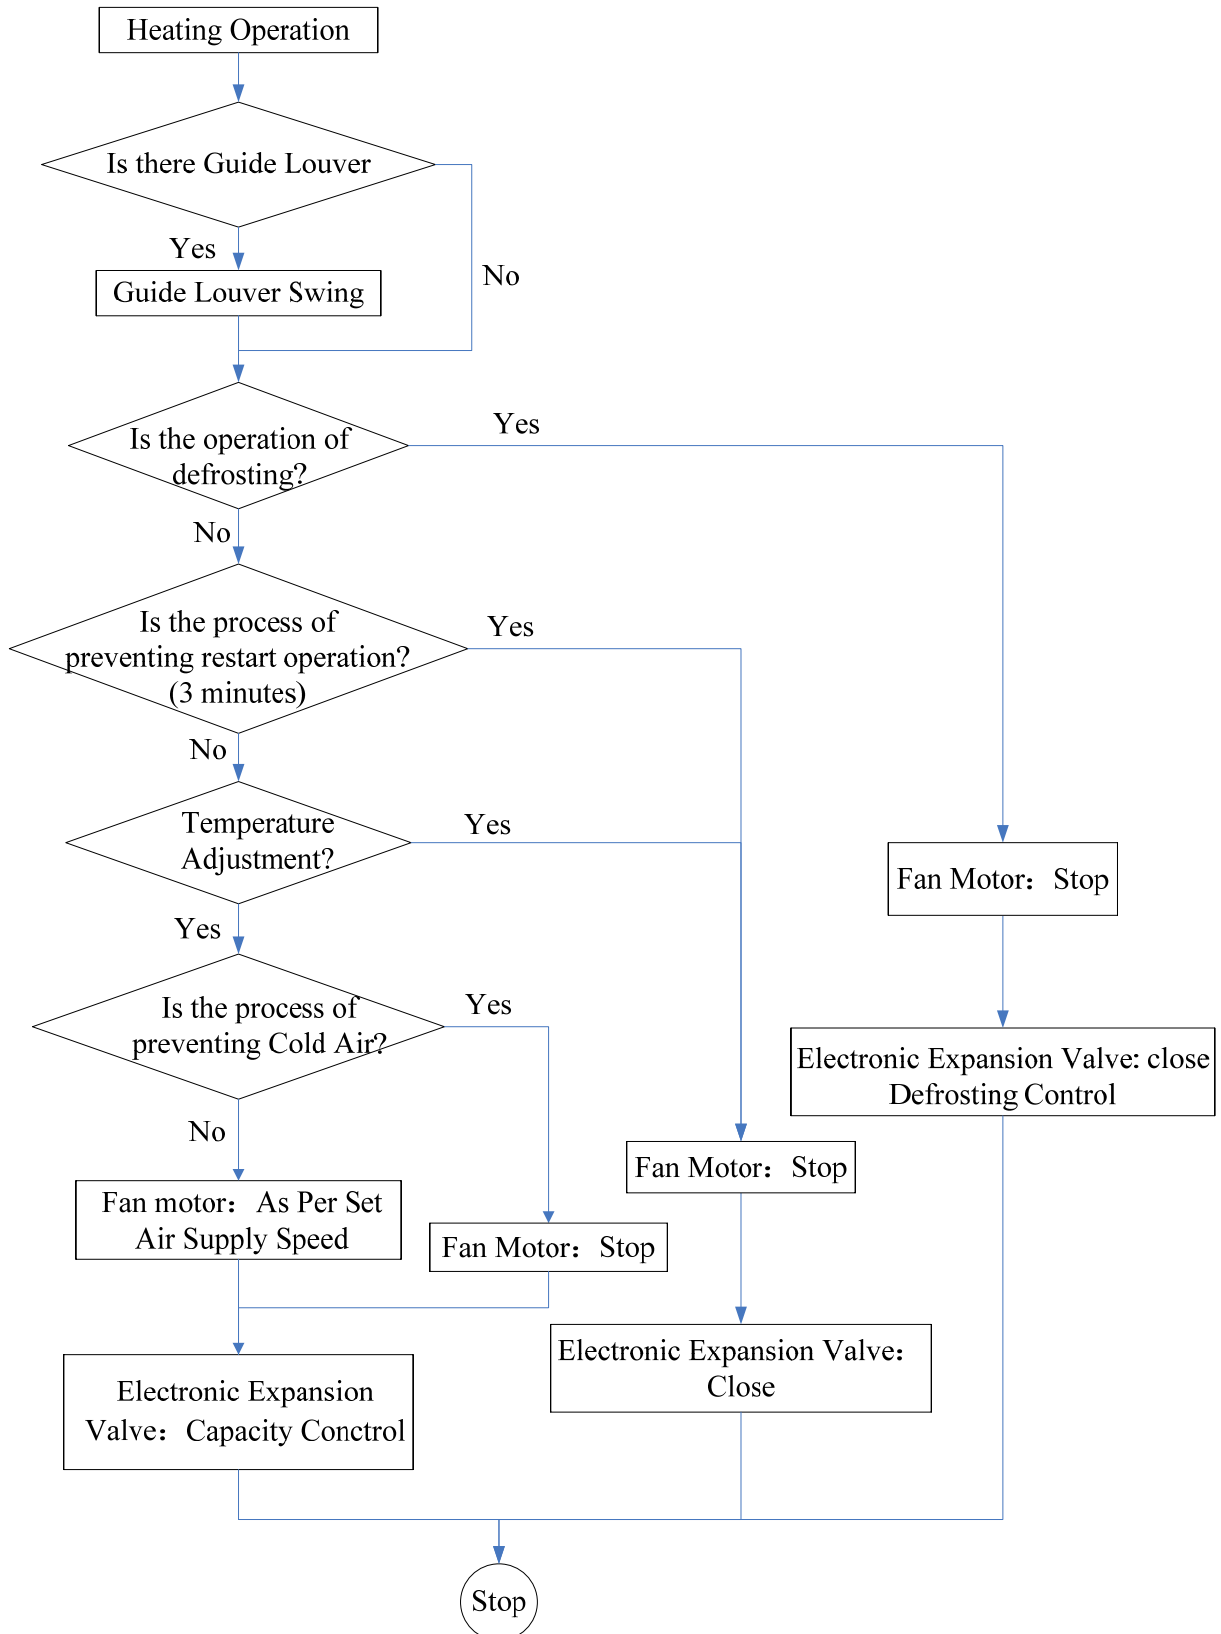 Heating Operation
Is there Guide Louver
Yes
No
Guide Louver Swing
Yes
Is the operation of
defrosting?
No
Is the process of
preventing restart operation?
(3 minutes)
Yes
No
Temperature
Adjustment?
Yes
Fan Motor：Stop
Yes
Is the process of
preventing Cold Air?
Yes
Electronic Expansion Valve: close
Defrosting Control
No
Fan Motor：Stop
Fan motor：As Per Set
Air Supply Speed
Fan Motor：Stop
Electronic Expansion Valve：
Close
Electronic Expansion
Valve：Capacity Conctrol
Stop